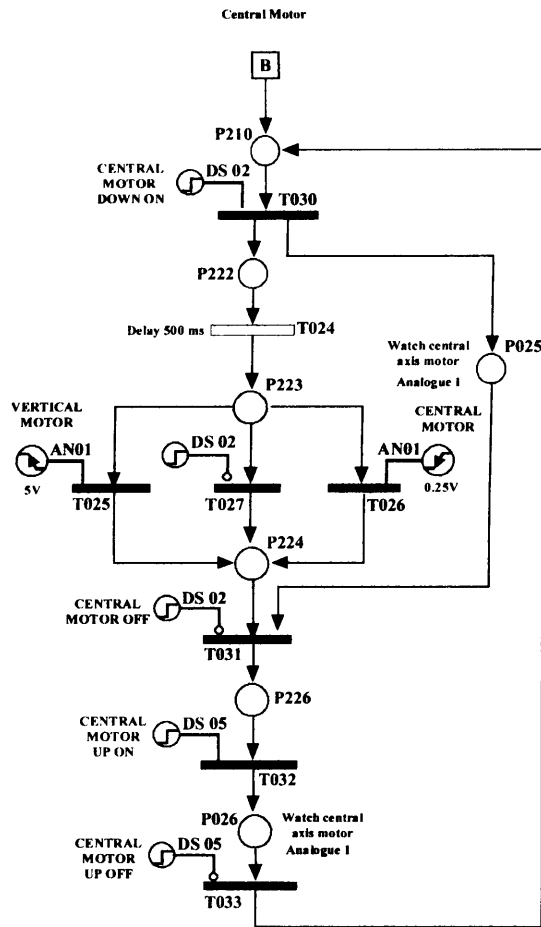 Central Motor
B
P210
CENTRAL
MOTOR
DOWN ON
DS 02
T030
P222
Delay 500 ms
T024
P025
Watch central
axis motor
Analogue 1
P223
VERTICAL
MOTOR
AN01
5V
T025
DS 02
T027
CENTRAL
MOTOR
AN01
0.25V
T026
P224
CENTRAL
MOTOR OFF
DS 02
T031
P226
CENTRAL
MOTOR
UP ON
DS 05
T032
P026
Watch central
axis motor
Analogue 1
CENTRAL
MOTOR
UP OFF
DS 05
T033